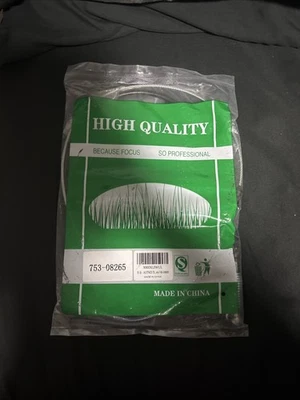 HIGH QUALITY
BECAUSE FOCUS SO PROFESSIONAL
753-08265
MADE IN CHINA